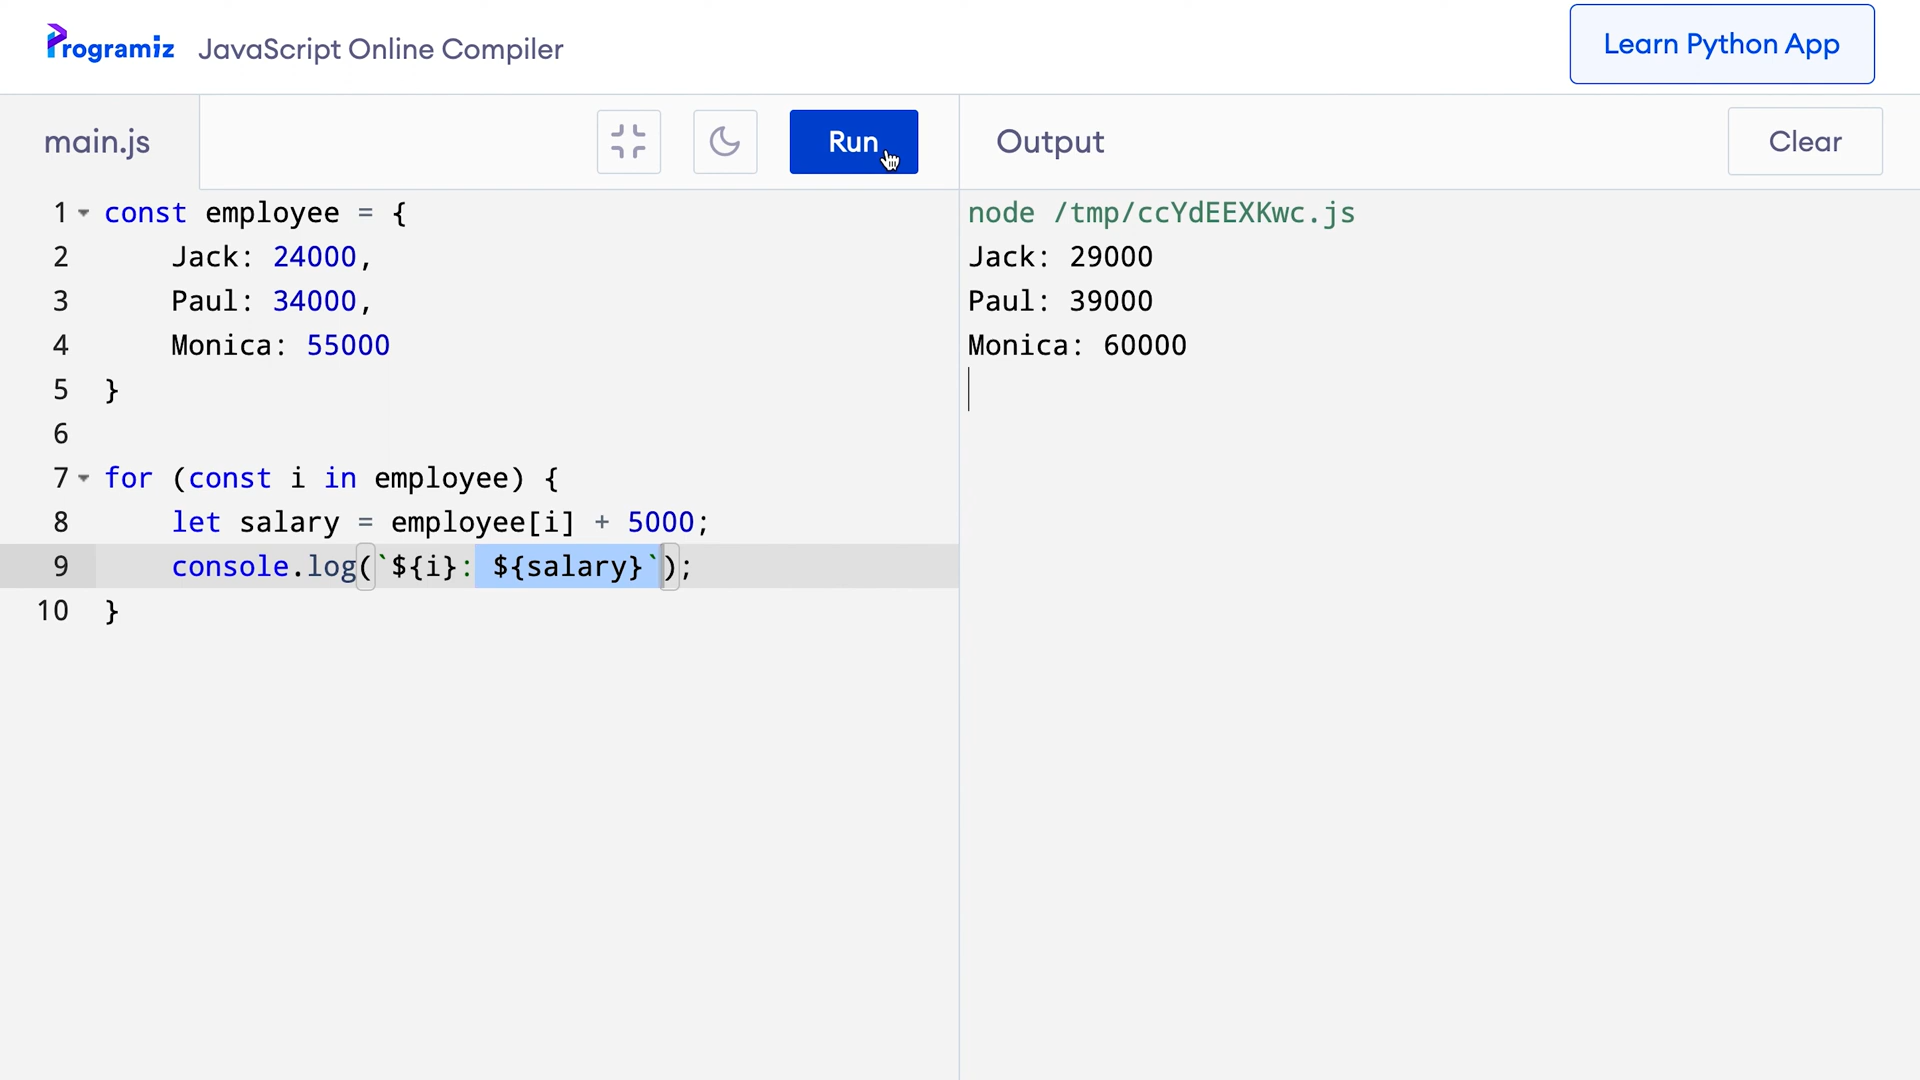 Programiz JavaScript Online Compiler
Learn Python App
main.js
Run
Output
Clear
1 const employee = {
2     Jack: 24000,
3     Paul: 34000,
4     Monica: 55000
5 }
6
7 for (const i in employee) {
8     let salary = employee[i] + 5000;
9     console.log(`${i}: ${salary}`);
10 }
node /tmp/ccYdEEXKwc.js
Jack: 29000
Paul: 39000
Monica: 60000